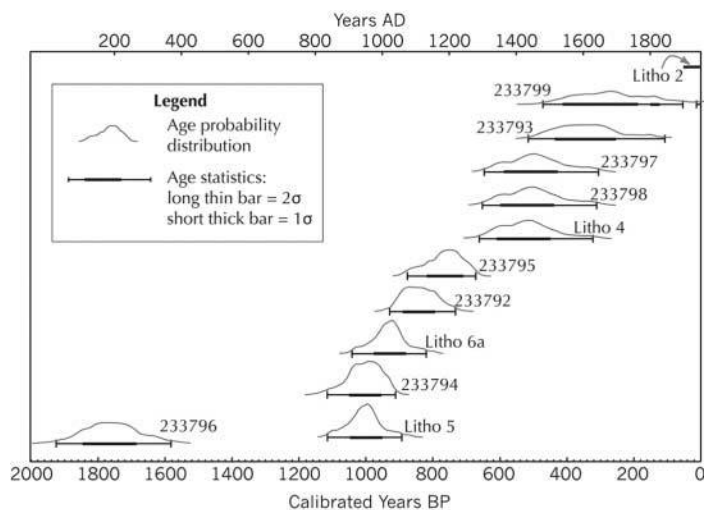 Years AD
0 200 400 600 800 1000 1200 1400 1600 1800
Litho 2
233799
Legend
Age probability
distribution
Age statistics:
long thin bar = 2σ
short thick bar = 1σ
233793
233797
233798
Litho 4
233795
233792
Litho 6a
233794
233796
Litho 5
2000 1800 1600 1400 1200 1000 800 600 400 200 0
Calibrated Years BP